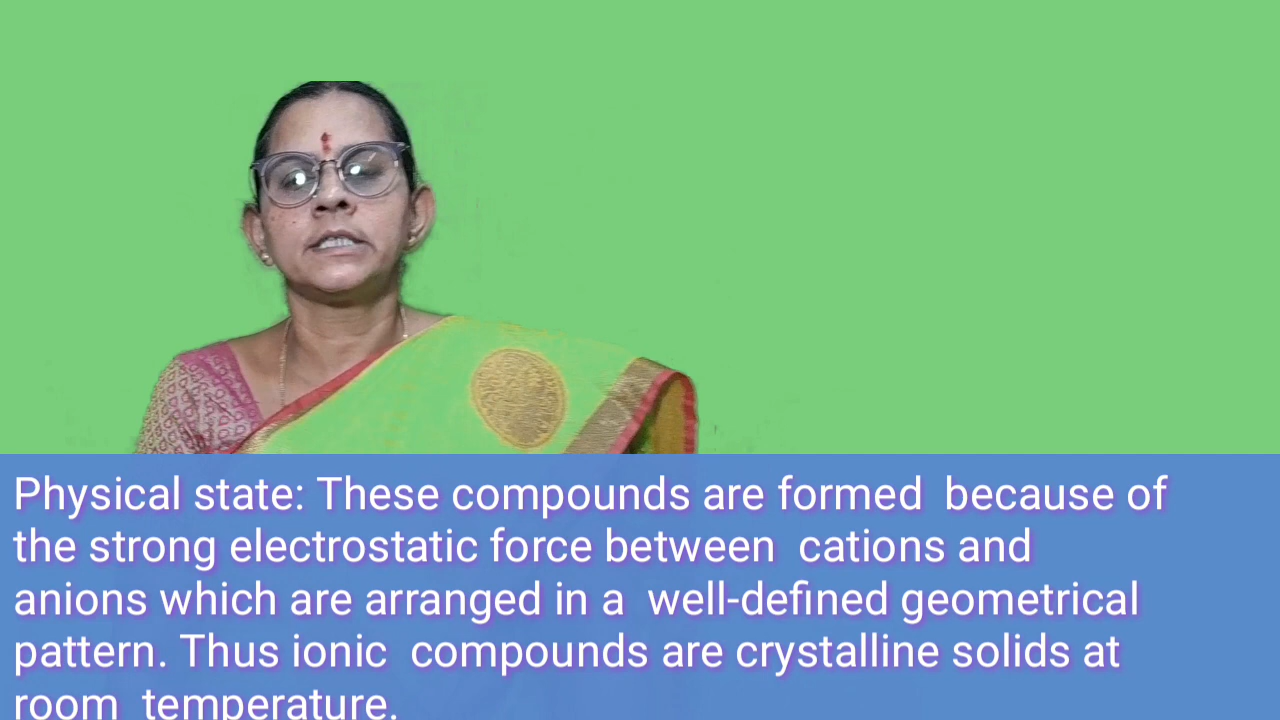 Physical state: These compounds are formed because of
the strong electrostatic force between cations and
anions which are arranged in a well-defined geometrical
pattern. Thus ionic compounds are crystalline solids at
room temperature.